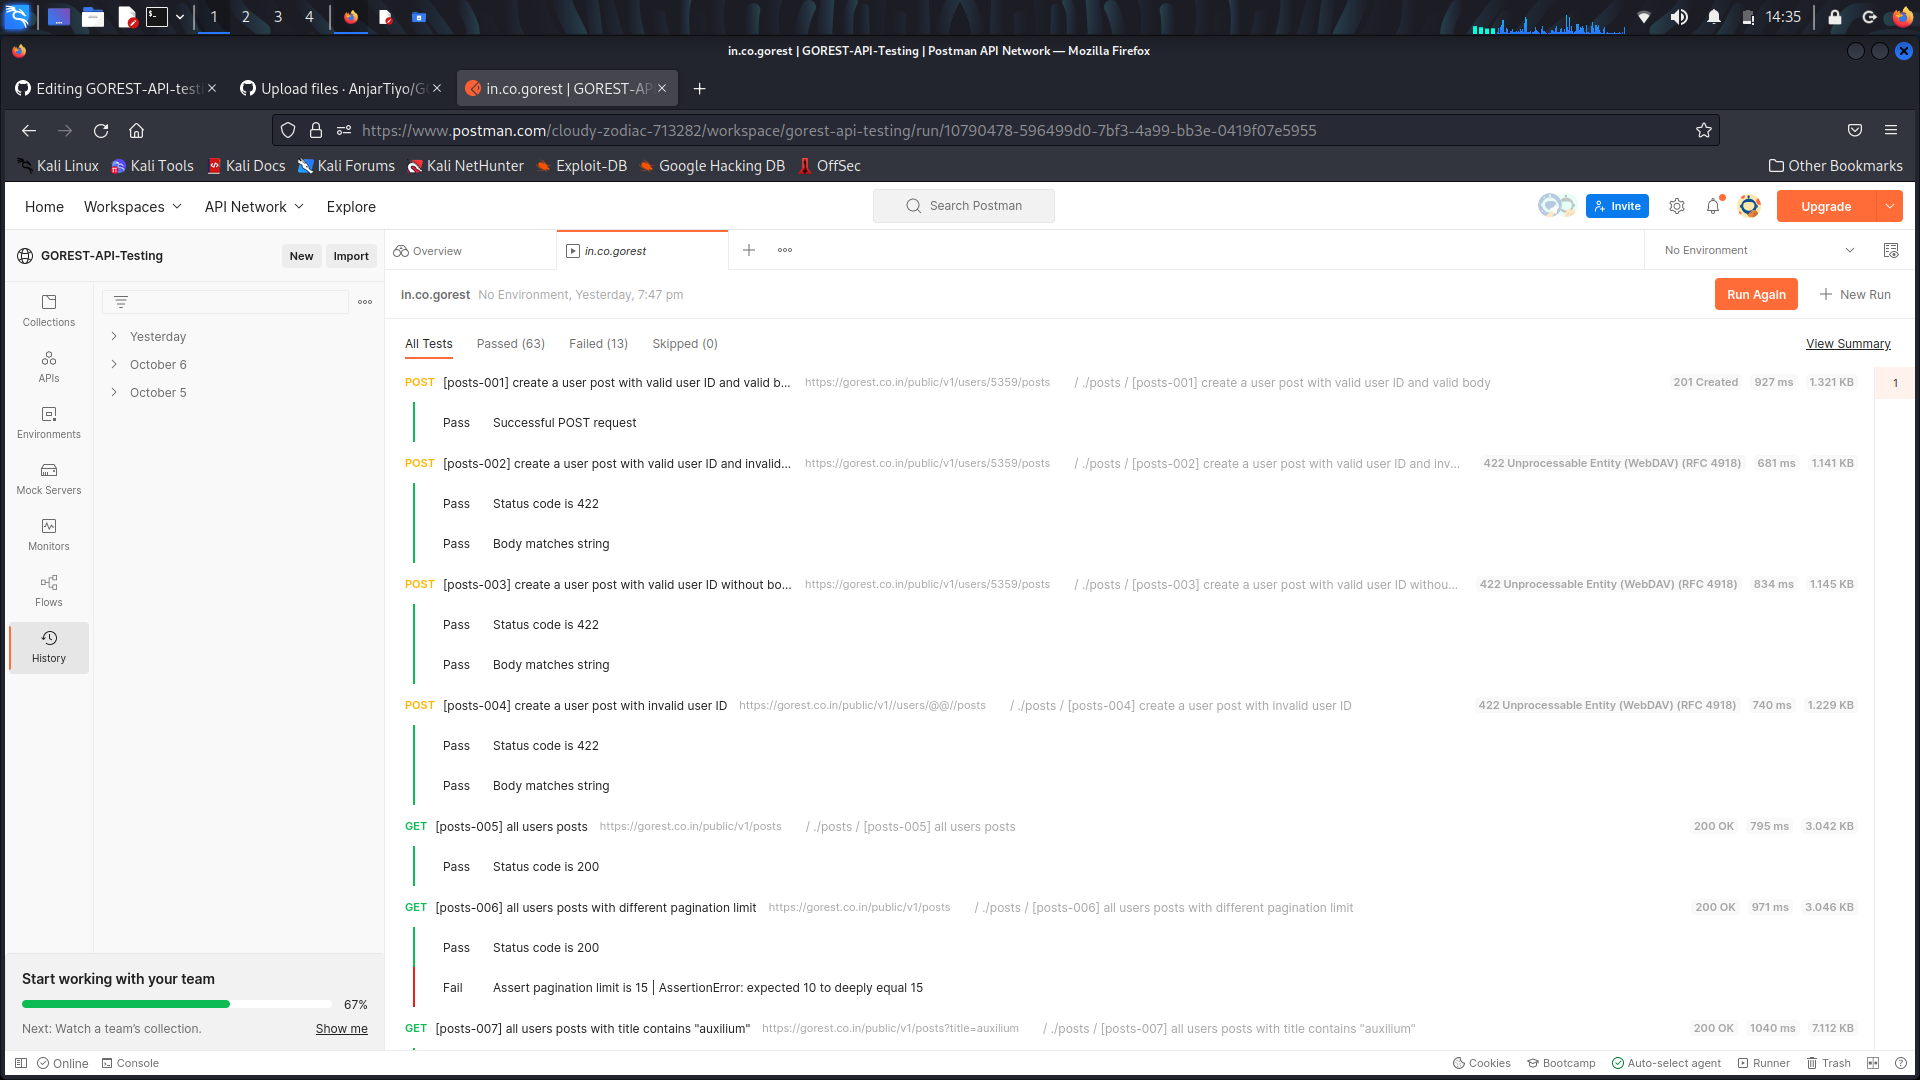 1 2 3 4 14:35
in.co.gorest | GOREST-API-Testing | Postman API Network — Mozilla Firefox
Editing GOREST-API-test Upload files · AnjarTiyo/GO in.co.gorest | GOREST-AP
https://www.postman.com/cloudy-zodiac-713282/workspace/gorest-api-testing/run/10790478-596499d0-7bf3-4a99-bb3e-0419f07e5955
Kali Linux Kali Tools Kali Docs Kali Forums Kali NetHunter Exploit-DB Google Hacking DB OffSec Other Bookmarks
Home Workspaces API Network Explore Search Postman Invite Upgrade
GOREST-API-Testing New Import Overview in.co.gorest No Environment
in.co.gorest No Environment, Yesterday, 7:47 pm Run Again New Run
Collections
APIs
Environments
Mock Servers
Monitors
Flows
History
Yesterday
October 6
October 5
All Tests Passed (63) Failed (13) Skipped (0) View Summary
POST [posts-001] create a user post with valid user ID and valid b... https://gorest.co.in/public/v1/users/5359/posts / ./posts / [posts-001] create a user post with valid user ID and valid body 201 Created 927 ms 1.321 KB 1
Pass Successful POST request
POST [posts-002] create a user post with valid user ID and invalid... https://gorest.co.in/public/v1/users/5359/posts / ./posts / [posts-002] create a user post with valid user ID and inv... 422 Unprocessable Entity (WebDAV) (RFC 4918) 681 ms 1.141 KB
Pass Status code is 422
Pass Body matches string
POST [posts-003] create a user post with valid user ID without bo... https://gorest.co.in/public/v1/users/5359/posts / ./posts / [posts-003] create a user post with valid user ID withou... 422 Unprocessable Entity (WebDAV) (RFC 4918) 834 ms 1.145 KB
Pass Status code is 422
Pass Body matches string
POST [posts-004] create a user post with invalid user ID https://gorest.co.in/public/v1//users/@@//posts / ./posts / [posts-004] create a user post with invalid user ID 422 Unprocessable Entity (WebDAV) (RFC 4918) 740 ms 1.229 KB
Pass Status code is 422
Pass Body matches string
GET [posts-005] all users posts https://gorest.co.in/public/v1/posts / ./posts / [posts-005] all users posts 200 OK 795 ms 3.042 KB
Pass Status code is 200
GET [posts-006] all users posts with different pagination limit https://gorest.co.in/public/v1/posts / ./posts / [posts-006] all users posts with different pagination limit 200 OK 971 ms 3.046 KB
Pass Status code is 200
Fail Assert pagination limit is 15 | AssertionError: expected 10 to deeply equal 15
GET [posts-007] all users posts with title contains "auxilium" https://gorest.co.in/public/v1/posts?title=auxilium / ./posts / [posts-007] all users posts with title contains "auxilium" 200 OK 1040 ms 7.112 KB
Start working with your team
67%
Next: Watch a team's collection. Show me
Online Console Cookies Bootcamp Auto-select agent Runner Trash